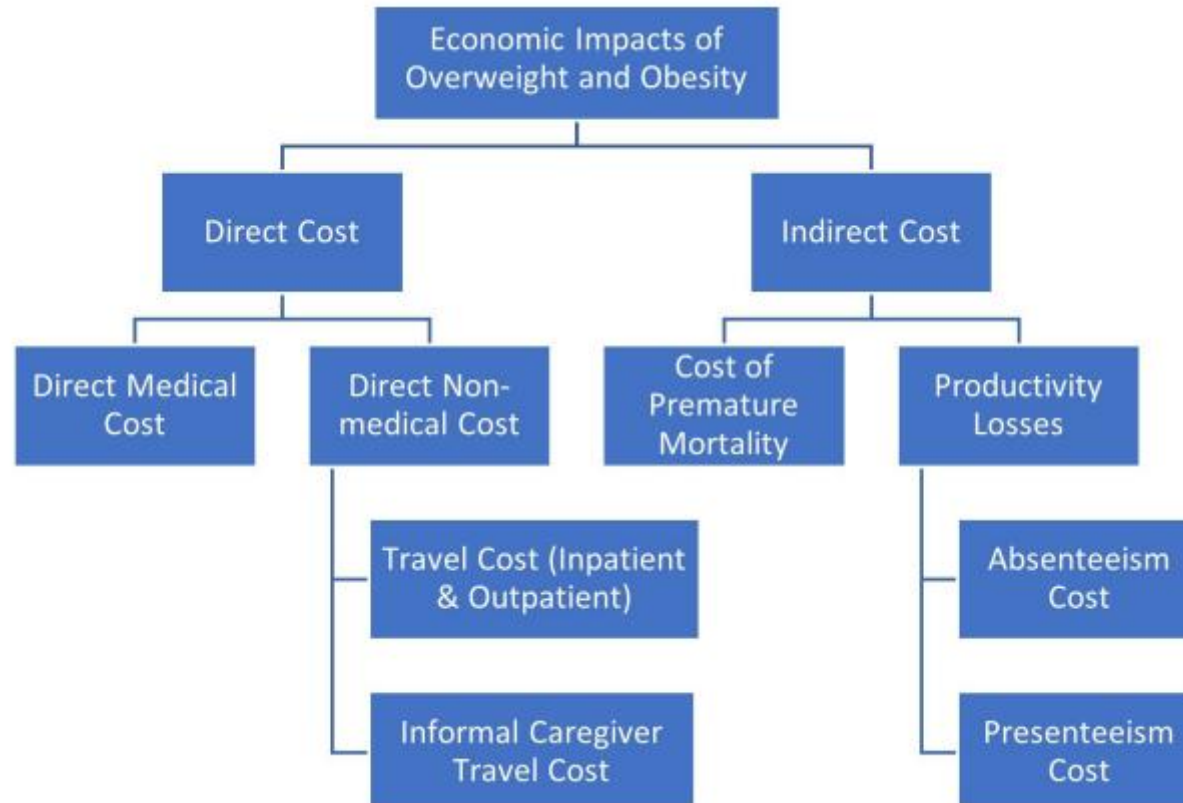 Economic Impacts of
Overweight and Obesity
Direct Cost
Indirect Cost
Direct Medical
Cost
Direct Non-
medical Cost
Cost of
Premature
Mortality
Productivity
Losses
Travel Cost (Inpatient
& Outpatient)
Absenteeism
Cost
Informal Caregiver
Travel Cost
Presenteeism
Cost